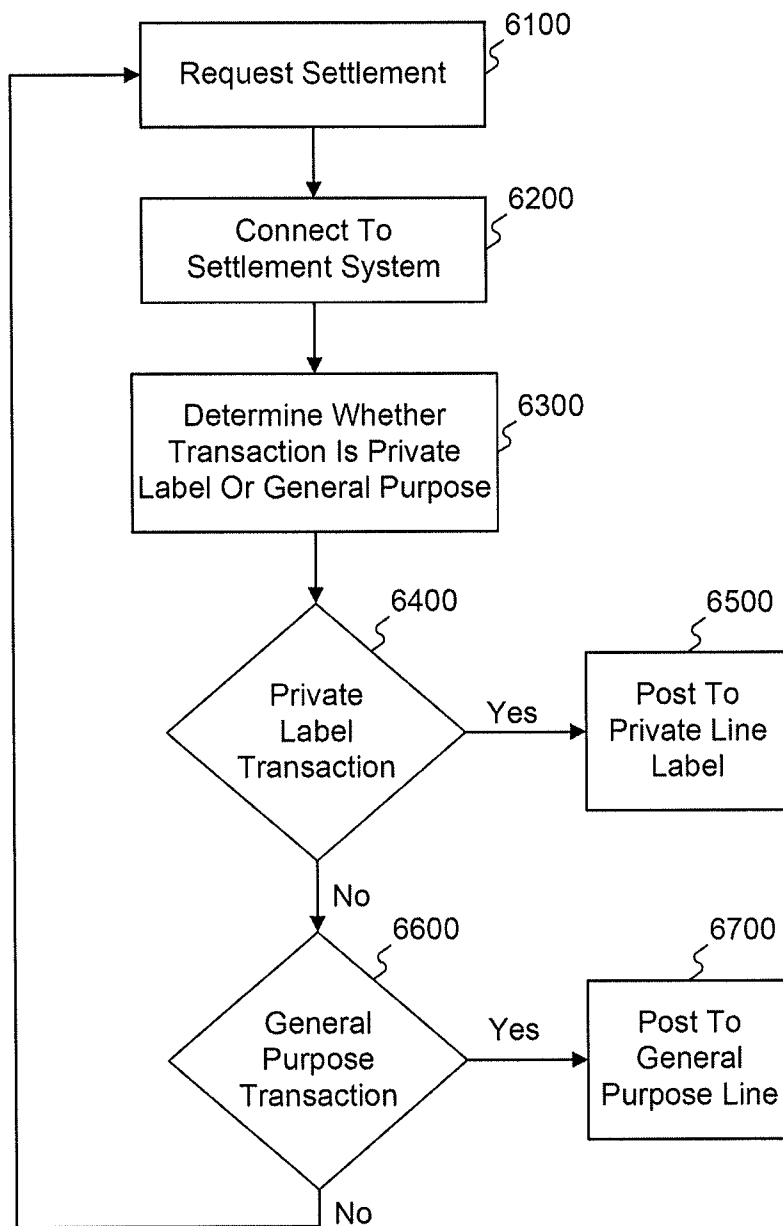 6100
Request Settlement
6200
Connect To
Settlement System
6300
Determine Whether
Transaction Is Private
Label Or General Purpose
6400
Private
Label
Transaction
Yes
6500
Post To
Private Line
Label
No
6600
General
Purpose
Transaction
Yes
6700
Post To
General
Purpose Line
No